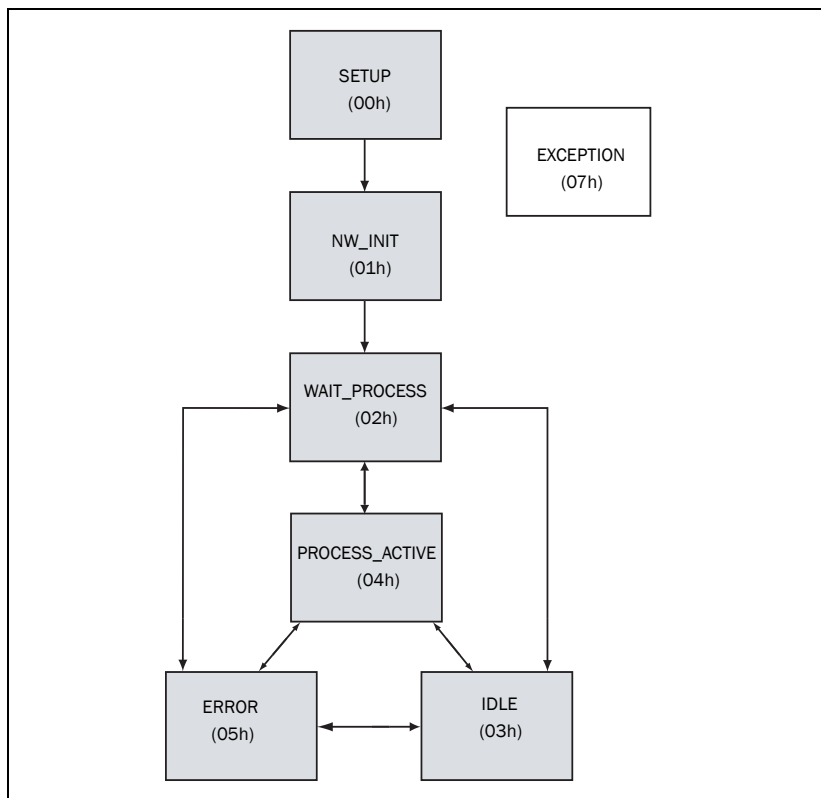 SETUP
(00h)
EXCEPTION
(07h)
NW_INIT
(01h)
WAIT_PROCESS
(02h)
PROCESS_ACTIVE
(04h)
ERROR
(05h)
IDLE
(03h)